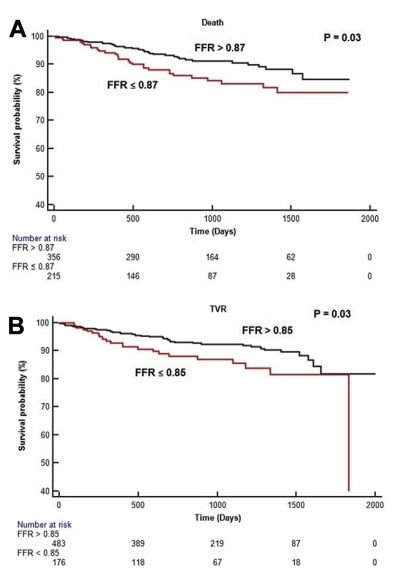 A
Death
P = 0.03
FFR > 0.87
FFR ≤ 0.87
Survival probability (%)
100
90
80
70
60
50
40
0 500 1000 1500 2000
Time (Days)
Number at risk
FFR > 0.87
356 290 164 62 0
FFR ≤ 0.87
215 146 87 28 0
B
TVR
P = 0.03
FFR > 0.85
FFR ≤ 0.85
Survival probability (%)
100
90
80
70
60
50
40
0 500 1000 1500 2000
Time (Days)
Number at risk
FFR > 0.85
483 389 219 87 0
FFR < 0.85
176 118 67 18 0